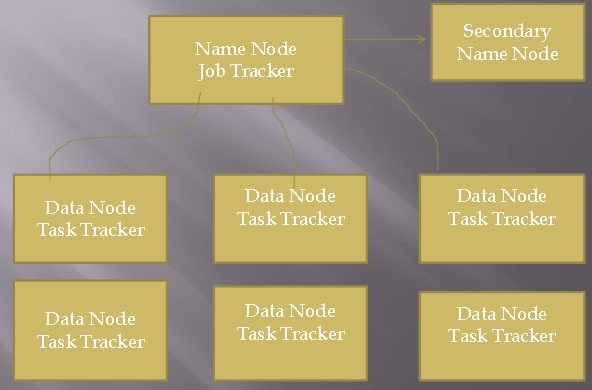 Name Node
Job Tracker
Secondary
Name Node
Data Node
Task Tracker
Data Node
Task Tracker
Data Node
Task Tracker
Data Node
Task Tracker
Data Node
Task Tracker
Data Node
Task Tracker